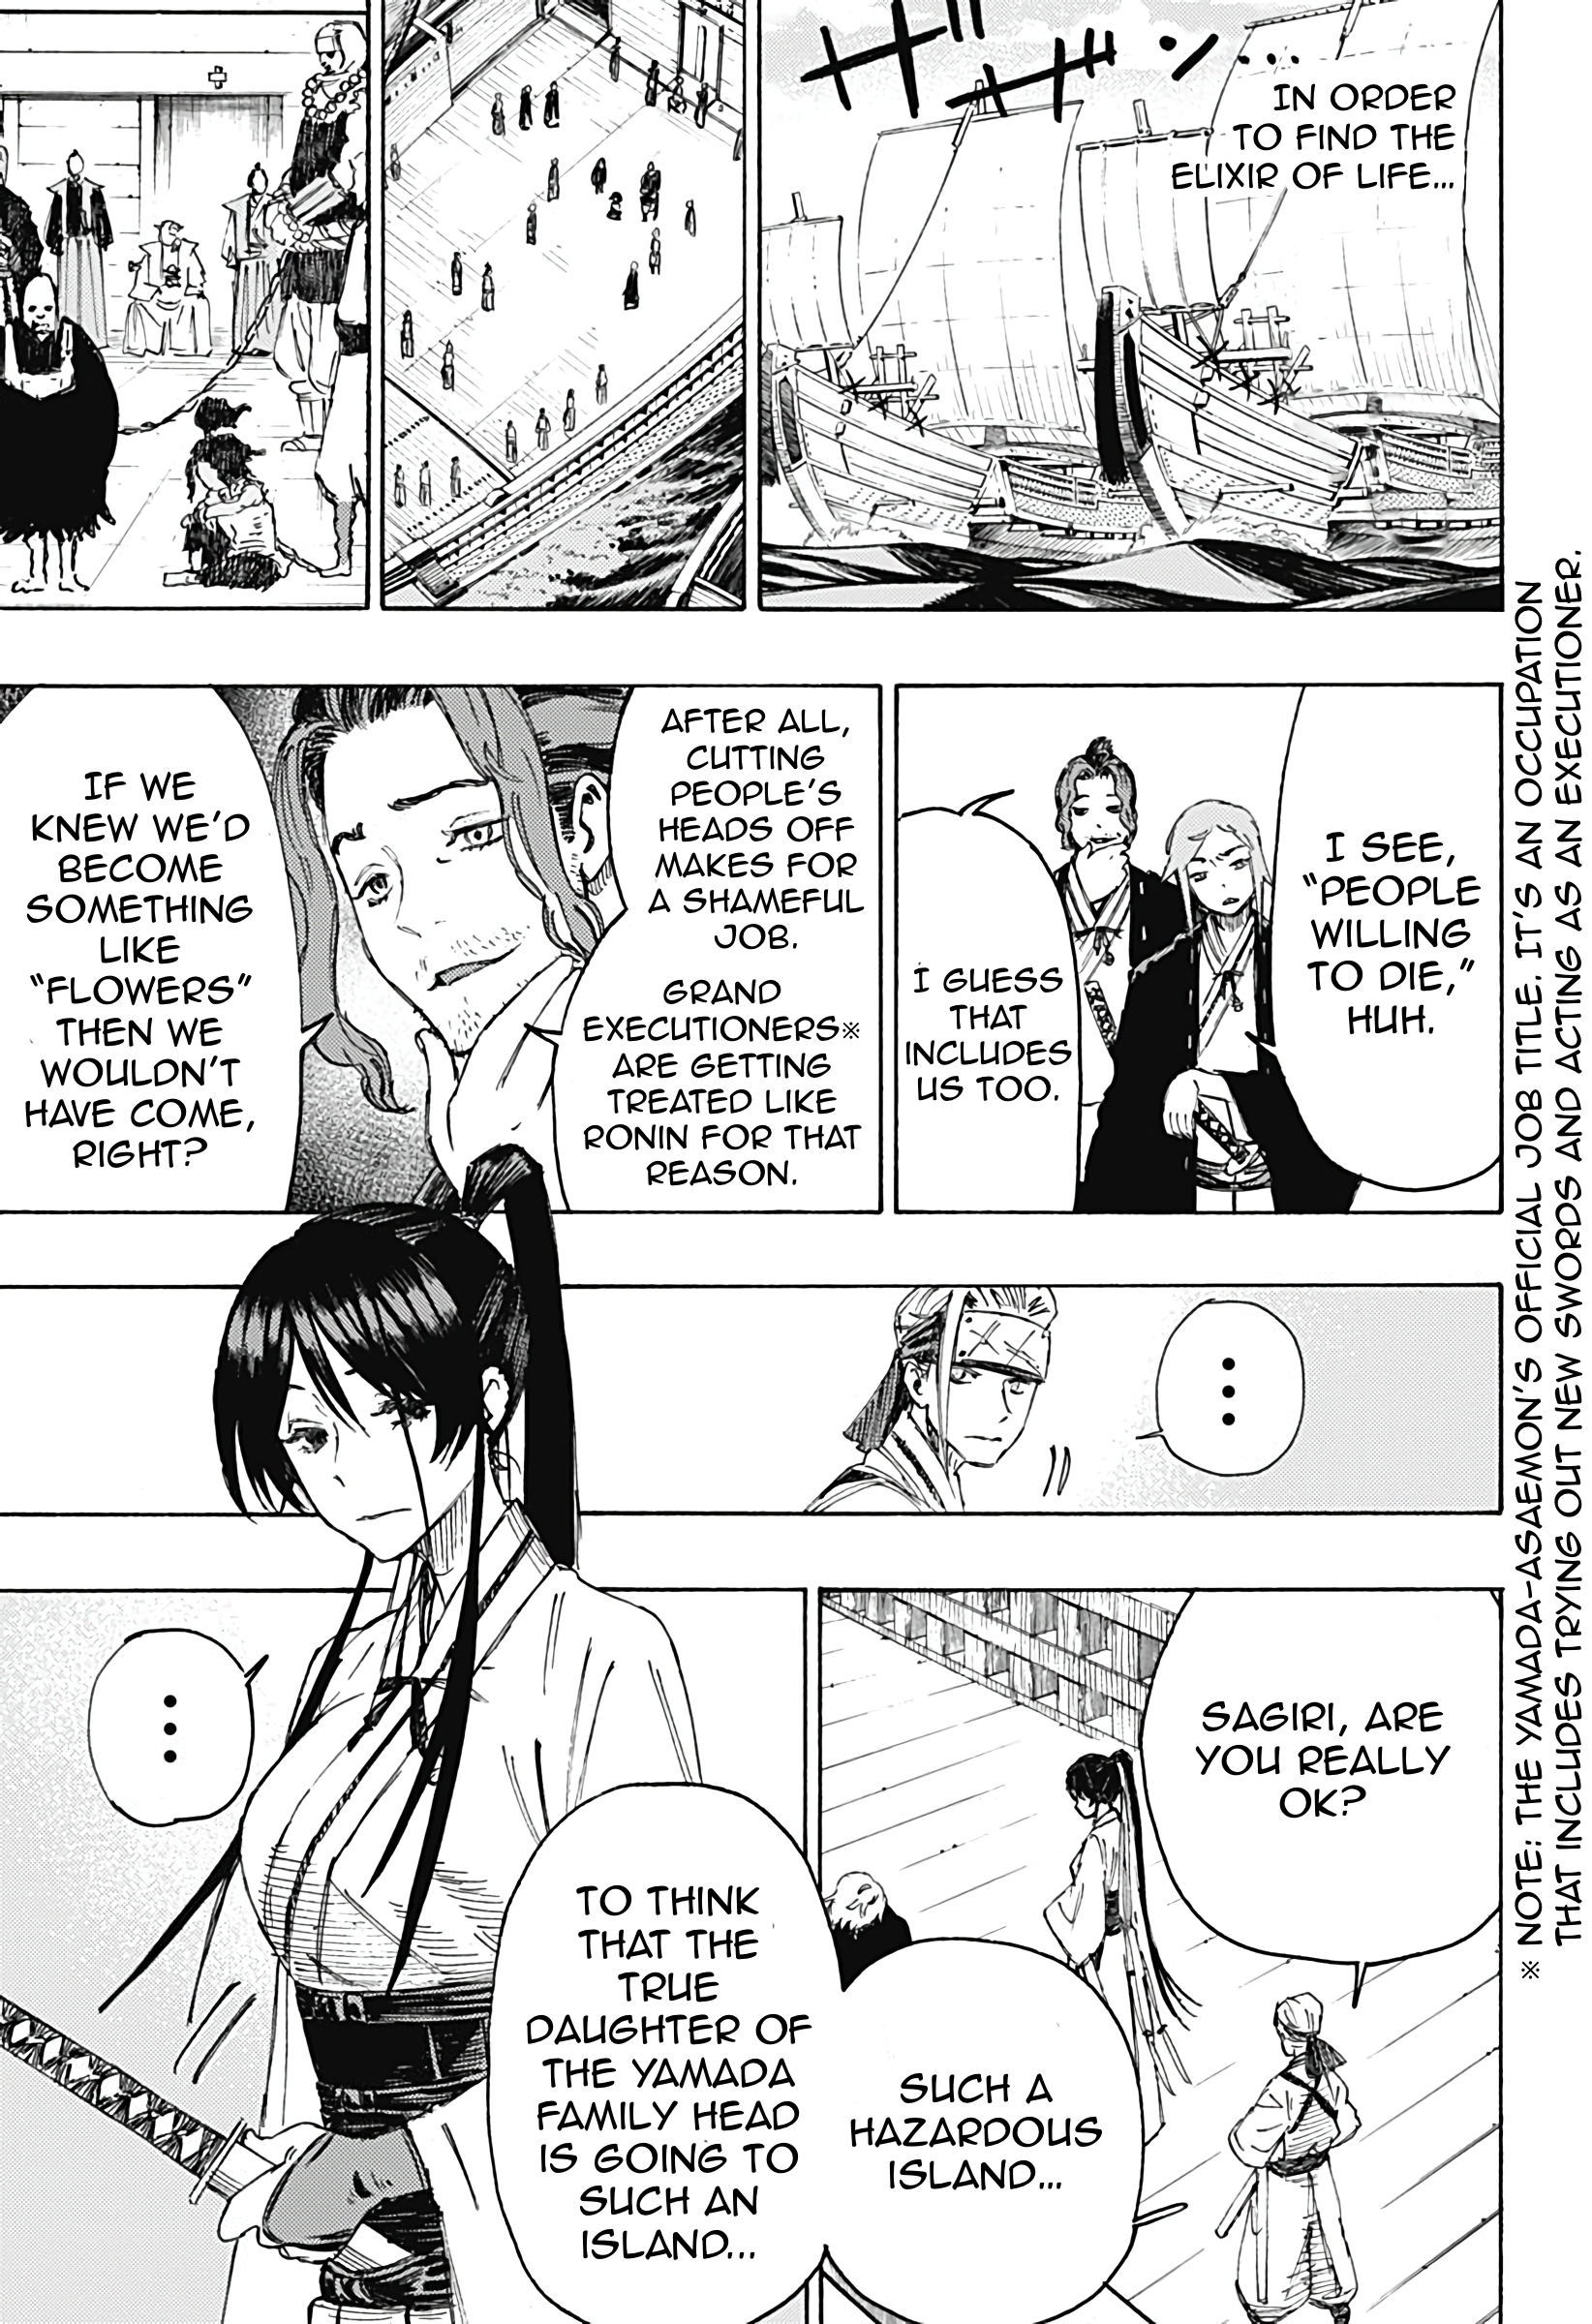 ザザザン・・・
IN ORDER
TO FIND THE
ELIXIR OF LIFE...
I SEE,
"PEOPLE
WILLING
TO DIE,"
HUH.
I GUESS
THAT
INCLUDES
US TOO.
AFTER ALL,
CUTTING
PEOPLE'S
HEADS OFF
MAKES FOR
A SHAMEFUL
JOB.
GRAND
EXECUTIONERS※
ARE GETTING
TREATED LIKE
RONIN FOR THAT
REASON.
IF WE
KNEW WE'D
BECOME
SOMETHING
LIKE
"FLOWERS"
THEN WE
WOULDN'T
HAVE COME,
RIGHT?
...
SAGIRI, ARE
YOU REALLY
OK?
SUCH A
HAZARDOUS
ISLAND...
TO THINK
THAT THE
TRUE
DAUGHTER OF
THE YAMADA
FAMILY HEAD
IS GOING TO
SUCH AN
ISLAND...
...
※ NOTE: THE YAMADA-ASAEMON'S OFFICIAL JOB TITLE. IT'S AN OCCUPATION
THAT INCLUDES TRYING OUT NEW SWORDS AND ACTING AS AN EXECUTIONER.